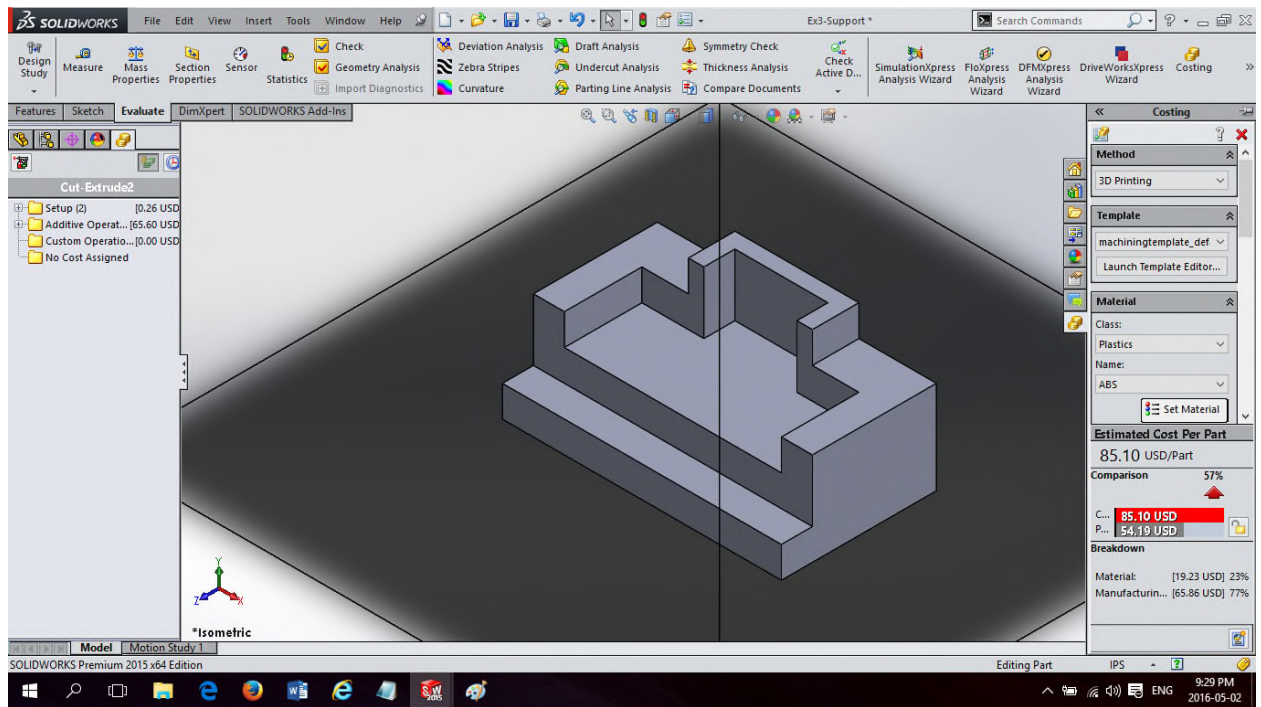 SOLIDWORKS File Edit View Insert Tools Window Help Ex3-Support * Search Commands
Design Study
Measure
Mass Properties
Section Properties
Sensor
Statistics
Check
Geometry Analysis
Import Diagnostics
Deviation Analysis
Zebra Stripes
Curvature
Draft Analysis
Undercut Analysis
Parting Line Analysis
Symmetry Check
Thickness Analysis
Compare Documents
Check Active D...
SimulationXpress Analysis Wizard
FloXpress Analysis Wizard
DFMXpress Analysis Wizard
DriveWorksXpress Wizard
Costing
Features Sketch Evaluate DimXpert SOLIDWORKS Add-Ins
Cut-Extrude2
Setup (2) [0.26 USD
Additive Operat... [65.60 USD
Custom Operatio... [0.00 USD
No Cost Assigned
Y
Z X
*Isometric
Costing
Method
3D Printing
Template
machiningtemplate_def
Launch Template Editor...
Material
Class:
Plastics
Name:
ABS
Set Material
Estimated Cost Per Part
85.10 USD/Part
Comparison 57%
C... 85.10 USD
P... 54.19 USD
Breakdown
Material: [19.23 USD] 23%
Manufacturin... [65.86 USD] 77%
Model Motion Study 1
SOLIDWORKS Premium 2015 x64 Edition Editing Part IPS
2015
ENG
9:29 PM
2016-05-02